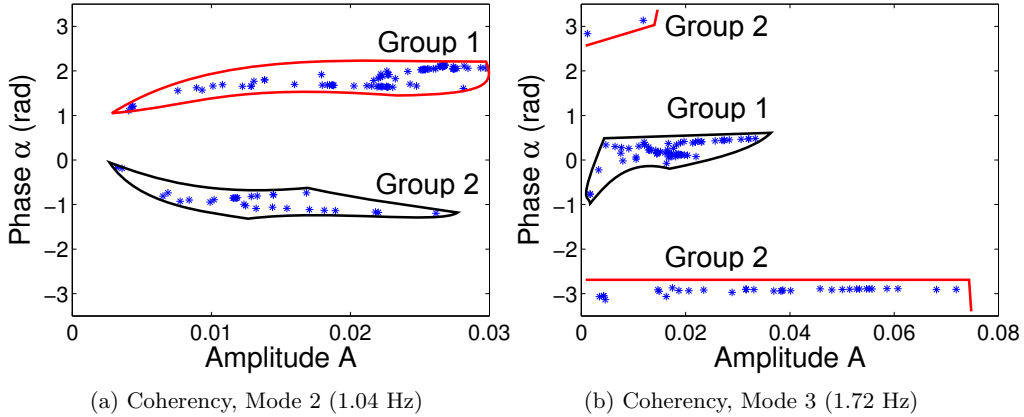 Phase α (rad)
3
2
1
0
−1
−2
−3
Group 1
Group 2
0
0.01
0.02
0.03
Amplitude A
(a) Coherency, Mode 2 (1.04 Hz)
Phase α (rad)
3
2
1
0
−1
−2
−3
Group 2
Group 1
Group 2
0
0.02
0.04
0.06
0.08
Amplitude A
(b) Coherency, Mode 3 (1.72 Hz)